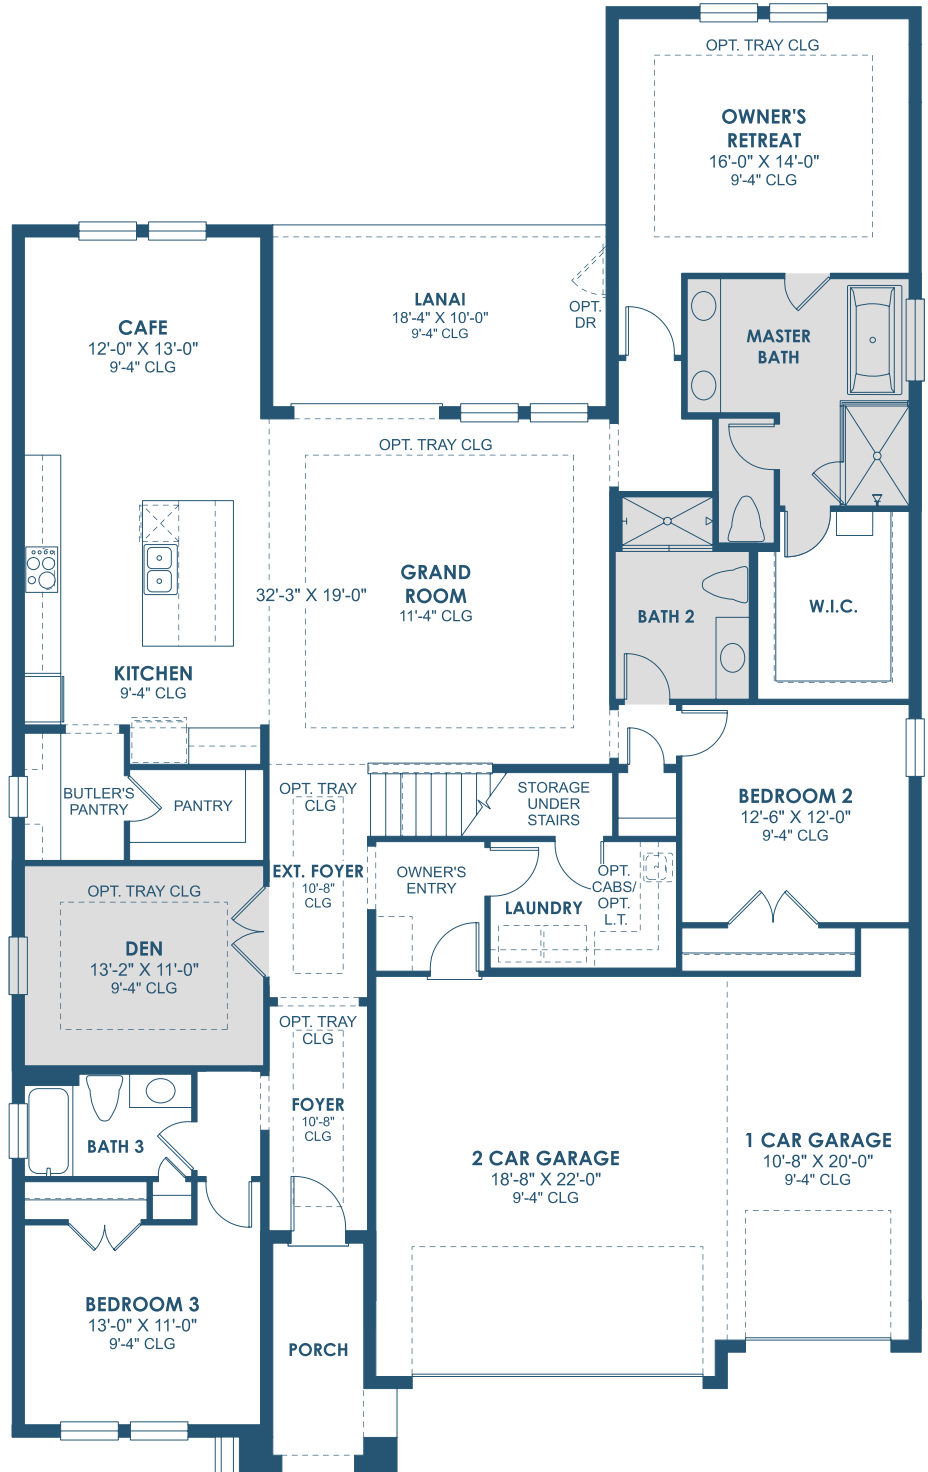 OPT. TRAY CLG
OWNER'S
RETREAT
16'-0" X 14'-0"
9'-4" CLG
LANAI
18'-4" X 10'-0"
9'-4" CLG
OPT.
DR
CAFE
12'-0" X 13'-0"
9'-4" CLG
MASTER
BATH
OPT. TRAY CLG
GRAND
ROOM
11'-4" CLG
32'-3" X 19'-0"
KITCHEN
9'-4" CLG
BATH 2
W.I.C.
BUTLER'S
PANTRY
PANTRY
OPT. TRAY
CLG
EXT. FOYER
10'-8"
CLG
STORAGE
UNDER
STAIRS
BEDROOM 2
12'-6" X 12'-0"
9'-4" CLG
OWNER'S
ENTRY
LAUNDRY
OPT.
CABS/
OPT.
L.T.
OPT. TRAY CLG
DEN
13'-2" X 11'-0"
9'-4" CLG
OPT. TRAY
CLG
FOYER
10'-8"
CLG
BATH 3
2 CAR GARAGE
18'-8" X 22'-0"
9'-4" CLG
1 CAR GARAGE
10'-8" X 20'-0"
9'-4" CLG
BEDROOM 3
13'-0" X 11'-0"
9'-4" CLG
PORCH